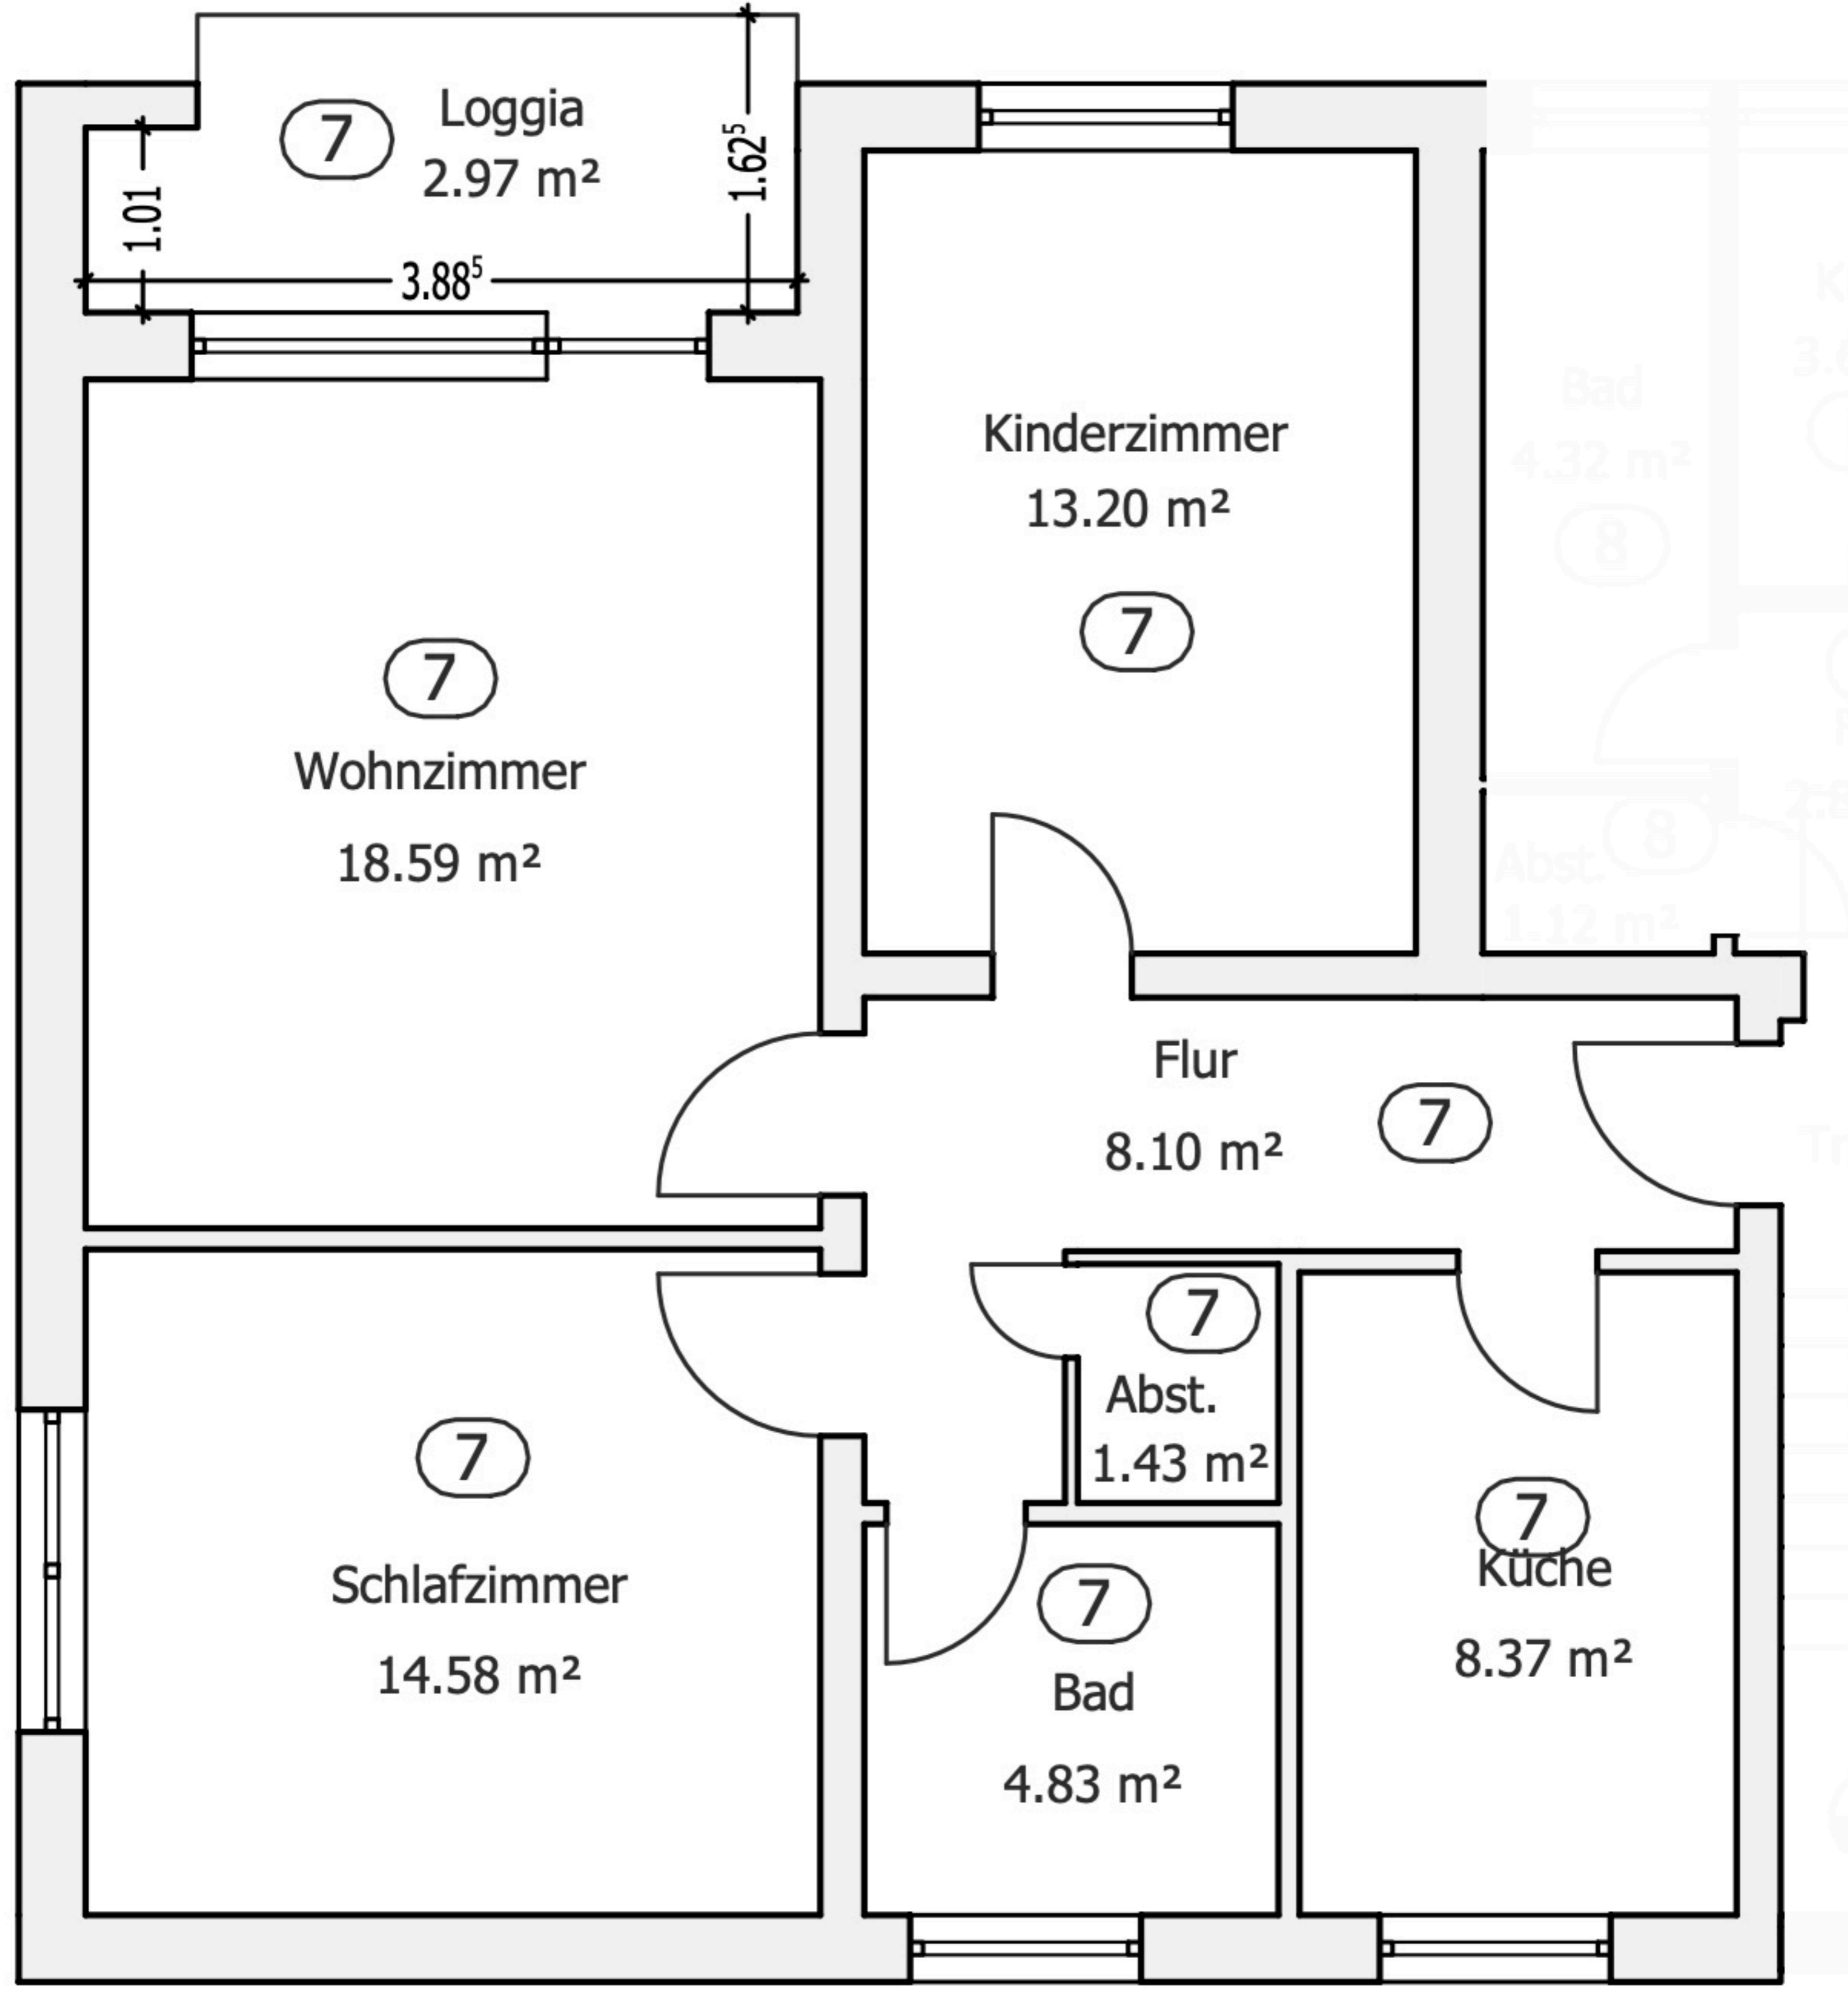 7
Loggia
2.97 m²
1.62⁵
1.01
3.88⁵
Kinderzimmer
13.20 m²
7
Bad
4.32 m²
8
7
Wohnzimmer
18.59 m²
8
Abst.
1.12 m²
Flur
7
8.10 m²
7
Abst.
1.43 m²
7
Schlafzimmer
14.58 m²
7
Küche
8.37 m²
7
Bad
4.83 m²